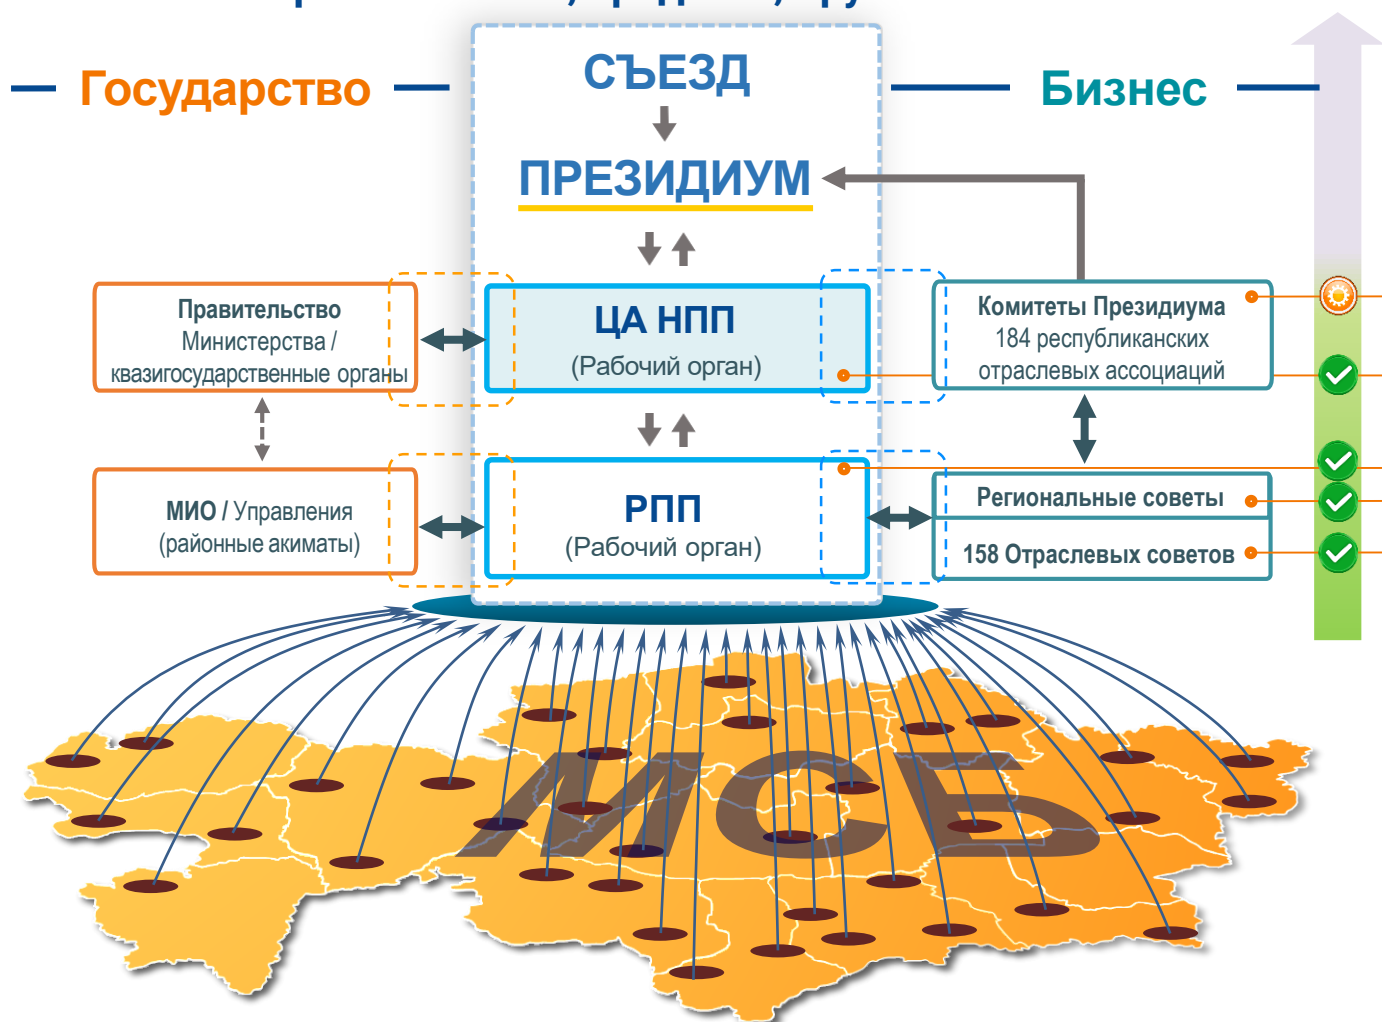 Государство
СЪЕЗД
Бизнес
ПРЕЗИДИУМ
Правительство
Министерства /
квазигосударственные органы
ЦА НПП
(Рабочий орган)
Комитеты Президиума
184 республиканских
отраслевых ассоциаций
МИО / Управления
(районные акиматы)
РПП
(Рабочий орган)
Региональные советы
158 Отраслевых советов
МСБ